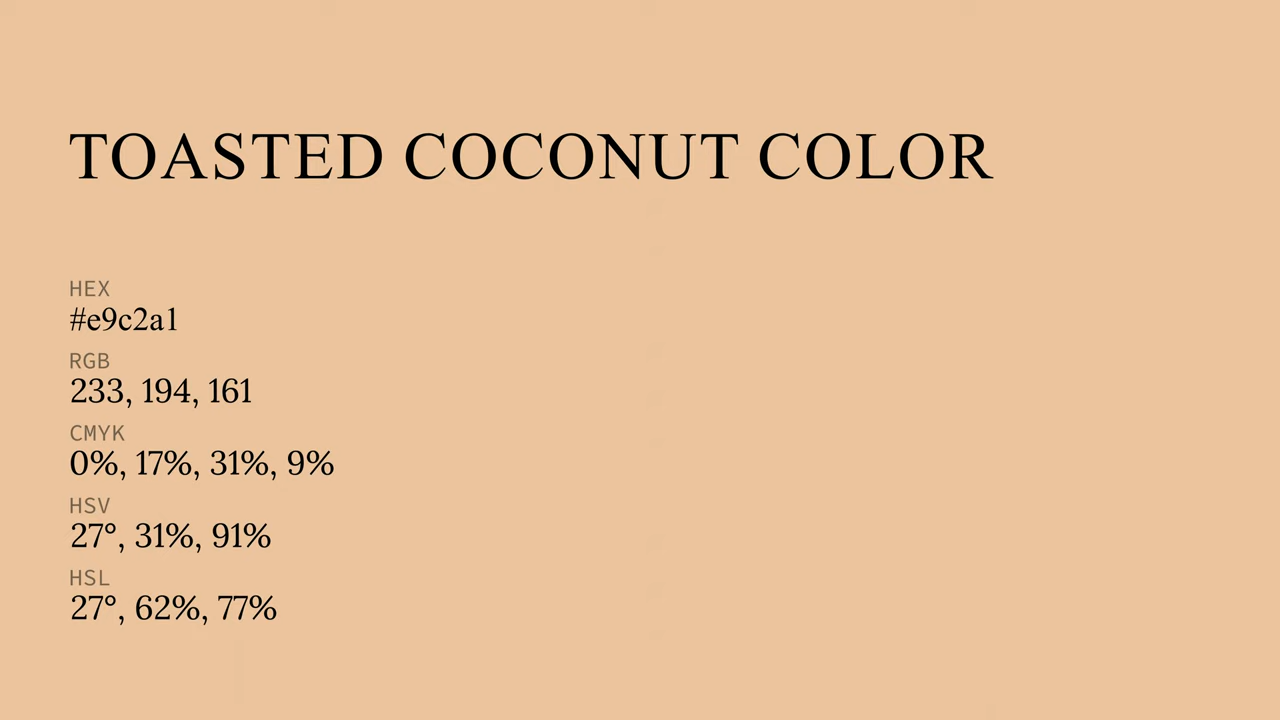 TOASTED COCONUT COLOR
HEX
#e9c2a1
RGB
233, 194, 161
CMYK
0%, 17%, 31%, 9%
HSV
27°, 31%, 91%
HSL
27°, 62%, 77%